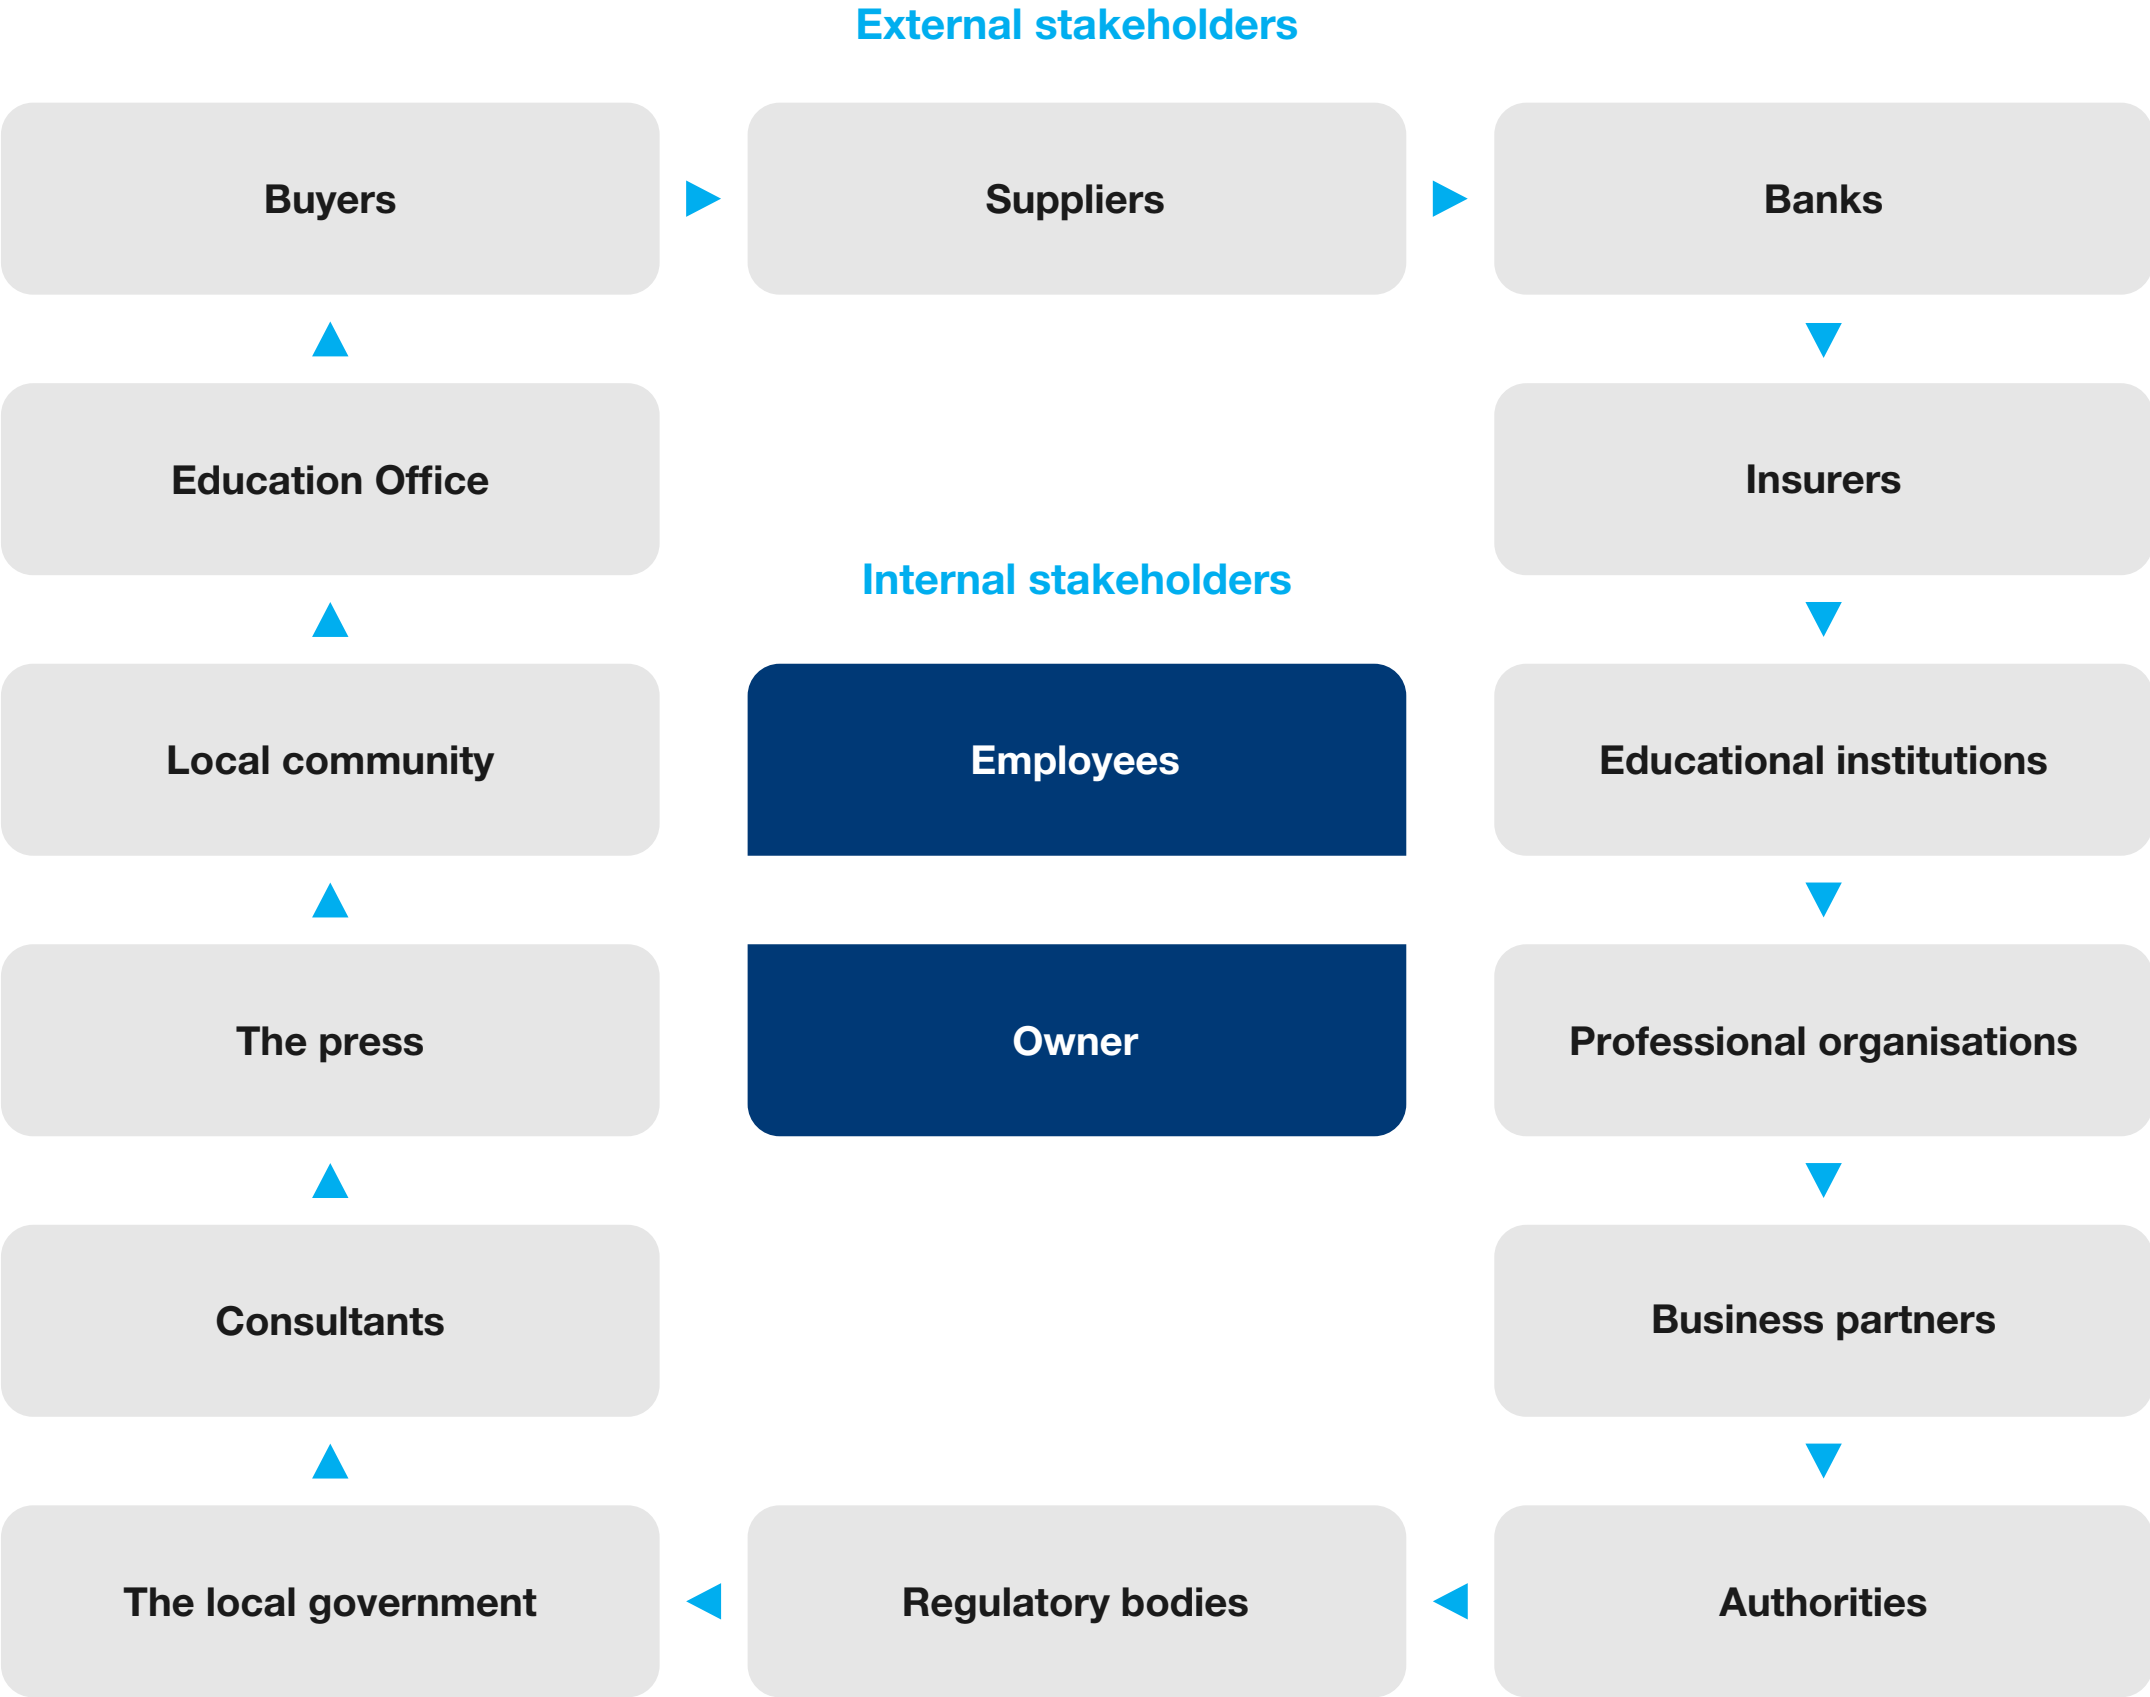 External stakeholders
Buyers
Suppliers
Banks
Education Office
Insurers
Internal stakeholders
Local community
Employees
Educational institutions
The press
Owner
Professional organisations
Consultants
Business partners
The local government
Regulatory bodies
Authorities